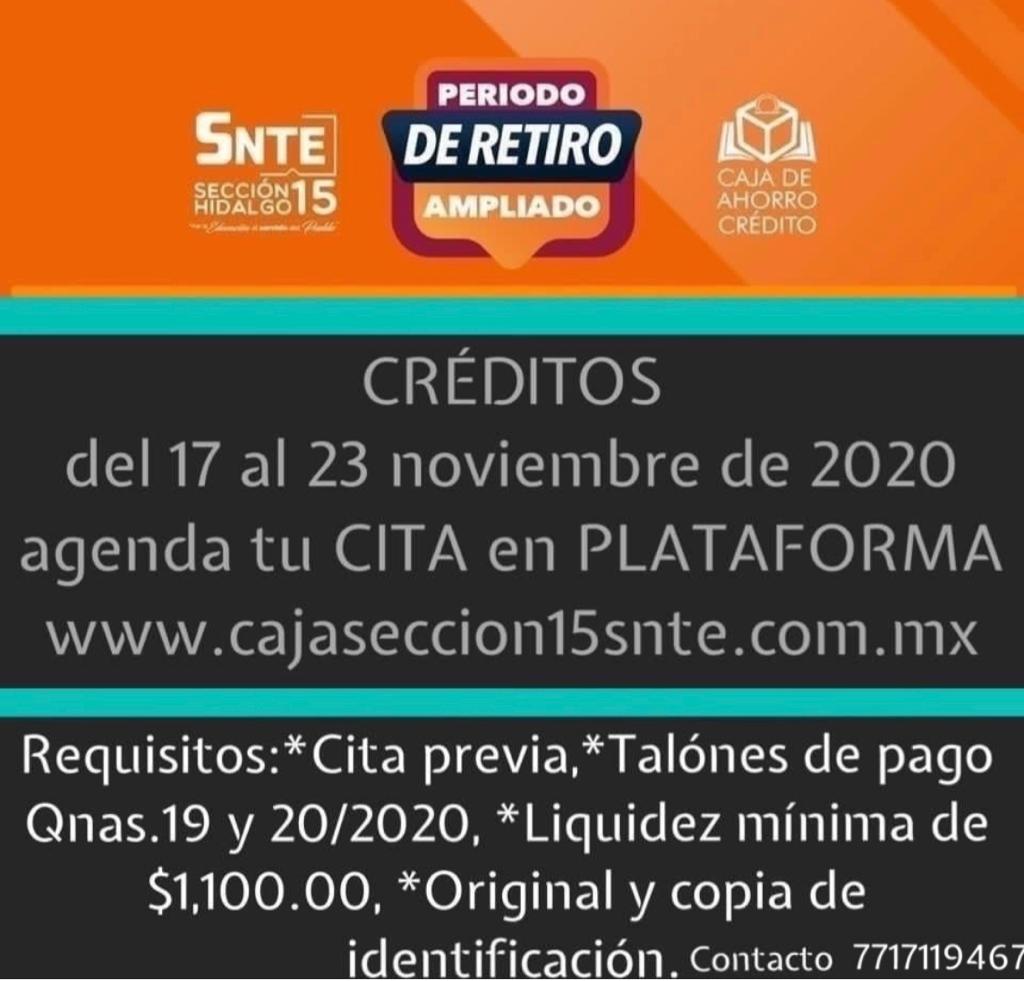 SNTE
SECCIÓN 15
HIDALGO
PERIODO
DE RETIRO
AMPLIADO
CAJA DE
AHORRO
CRÉDITO
CRÉDITOS
del 17 al 23 noviembre de 2020
agenda tu CITA en PLATAFORMA
www.cajaseccion15snte.com.mx
Requisitos:*Cita previa,*Talónes de pago
Qnas.19 y 20/2020, *Liquidez mínima de
$1,100.00, *Original y copia de
identificación. Contacto 7717119467